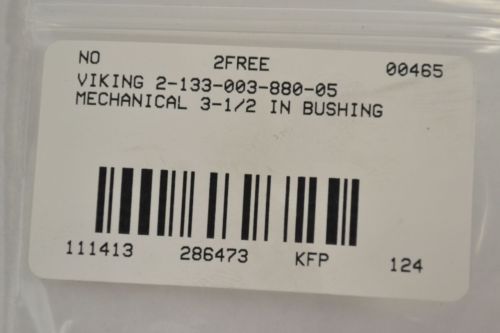 NO 2FREE 00465
VIKING 2-133-003-880-05
MECHANICAL 3-1/2 IN BUSHING
111413 286473 KFP 124